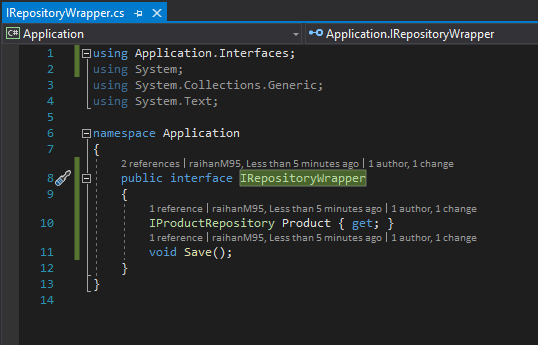 IRepositoryWrapper.cs
C# Application
Application.IRepositoryWrapper
1 using Application.Interfaces;
2 using System;
3 using System.Collections.Generic;
4 using System.Text;
5
6 namespace Application
7 {
2 references | raihanM95, Less than 5 minutes ago | 1 author, 1 change
8 public interface IRepositoryWrapper
9 {
1 reference | raihanM95, Less than 5 minutes ago | 1 author, 1 change
10 IProductRepository Product { get; }
1 reference | raihanM95, Less than 5 minutes ago | 1 author, 1 change
11 void Save();
12 }
13 }
14